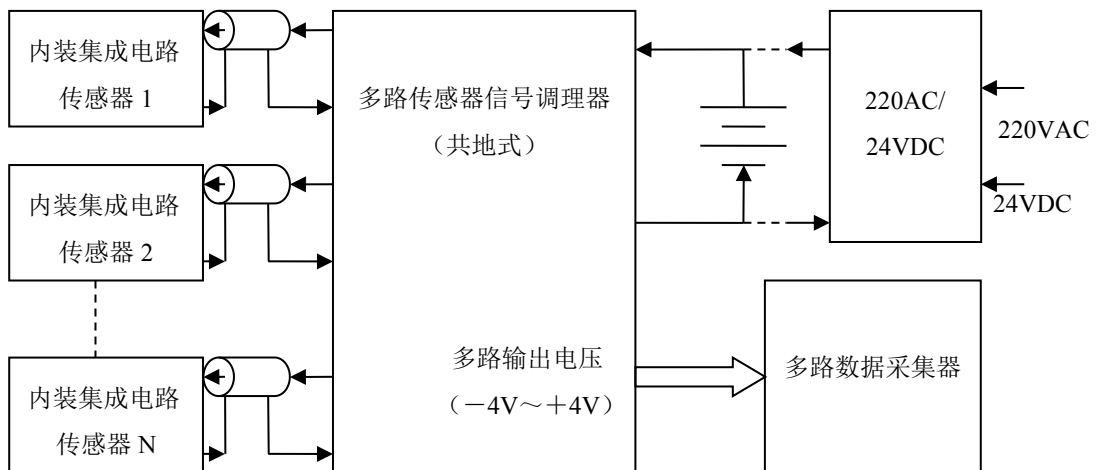 内装集成电路
传感器 1
多路传感器信号调理器
（共地式）
220AC/
24VDC
220VAC
24VDC
内装集成电路
传感器 2
多路输出电压
（－4V～＋4V）
多路数据采集器
内装集成电路
传感器 N